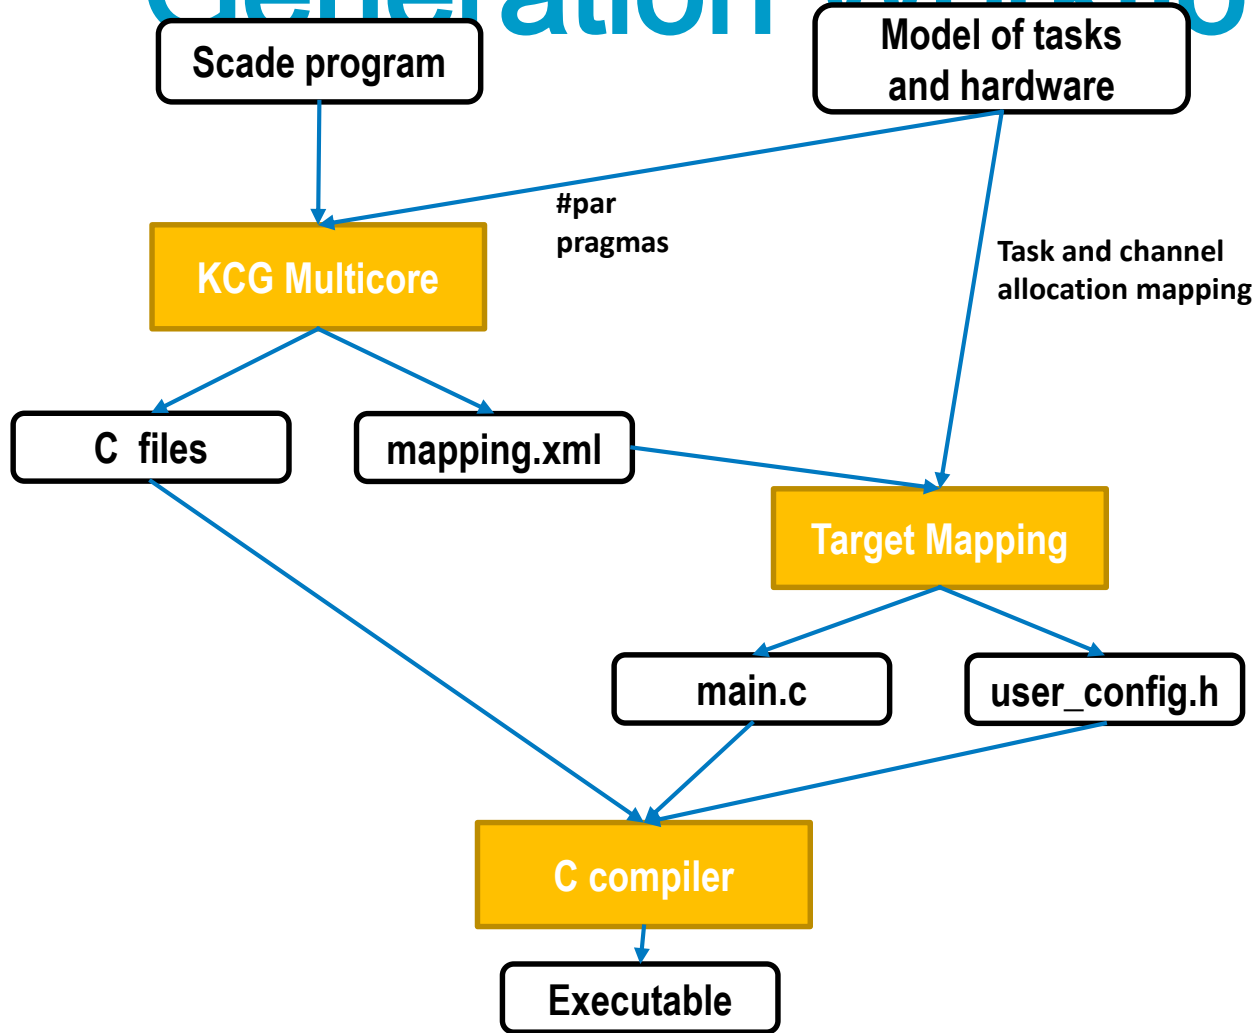 Generation
Scade program
Model of tasks
and hardware
#par
pragmas
KCG Multicore
Task and channel
allocation mapping
C files
mapping.xml
Target Mapping
main.c
user_config.h
C compiler
Executable